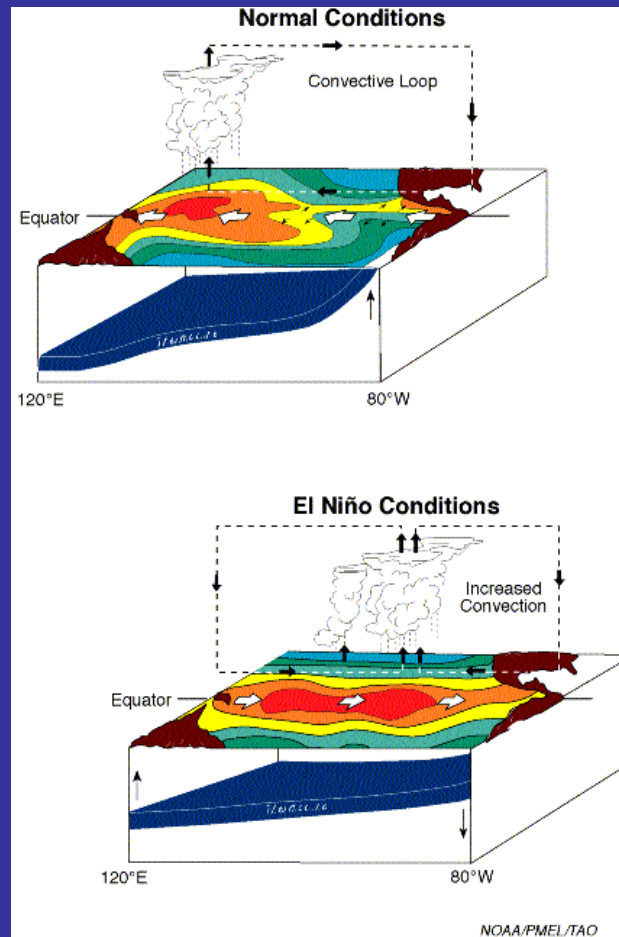 Normal Conditions
Convective Loop
Equator
120°E
80°W
El Niño Conditions
Increased
Convection
Equator
120°E
80°W
NOAA/PMEL/TAO